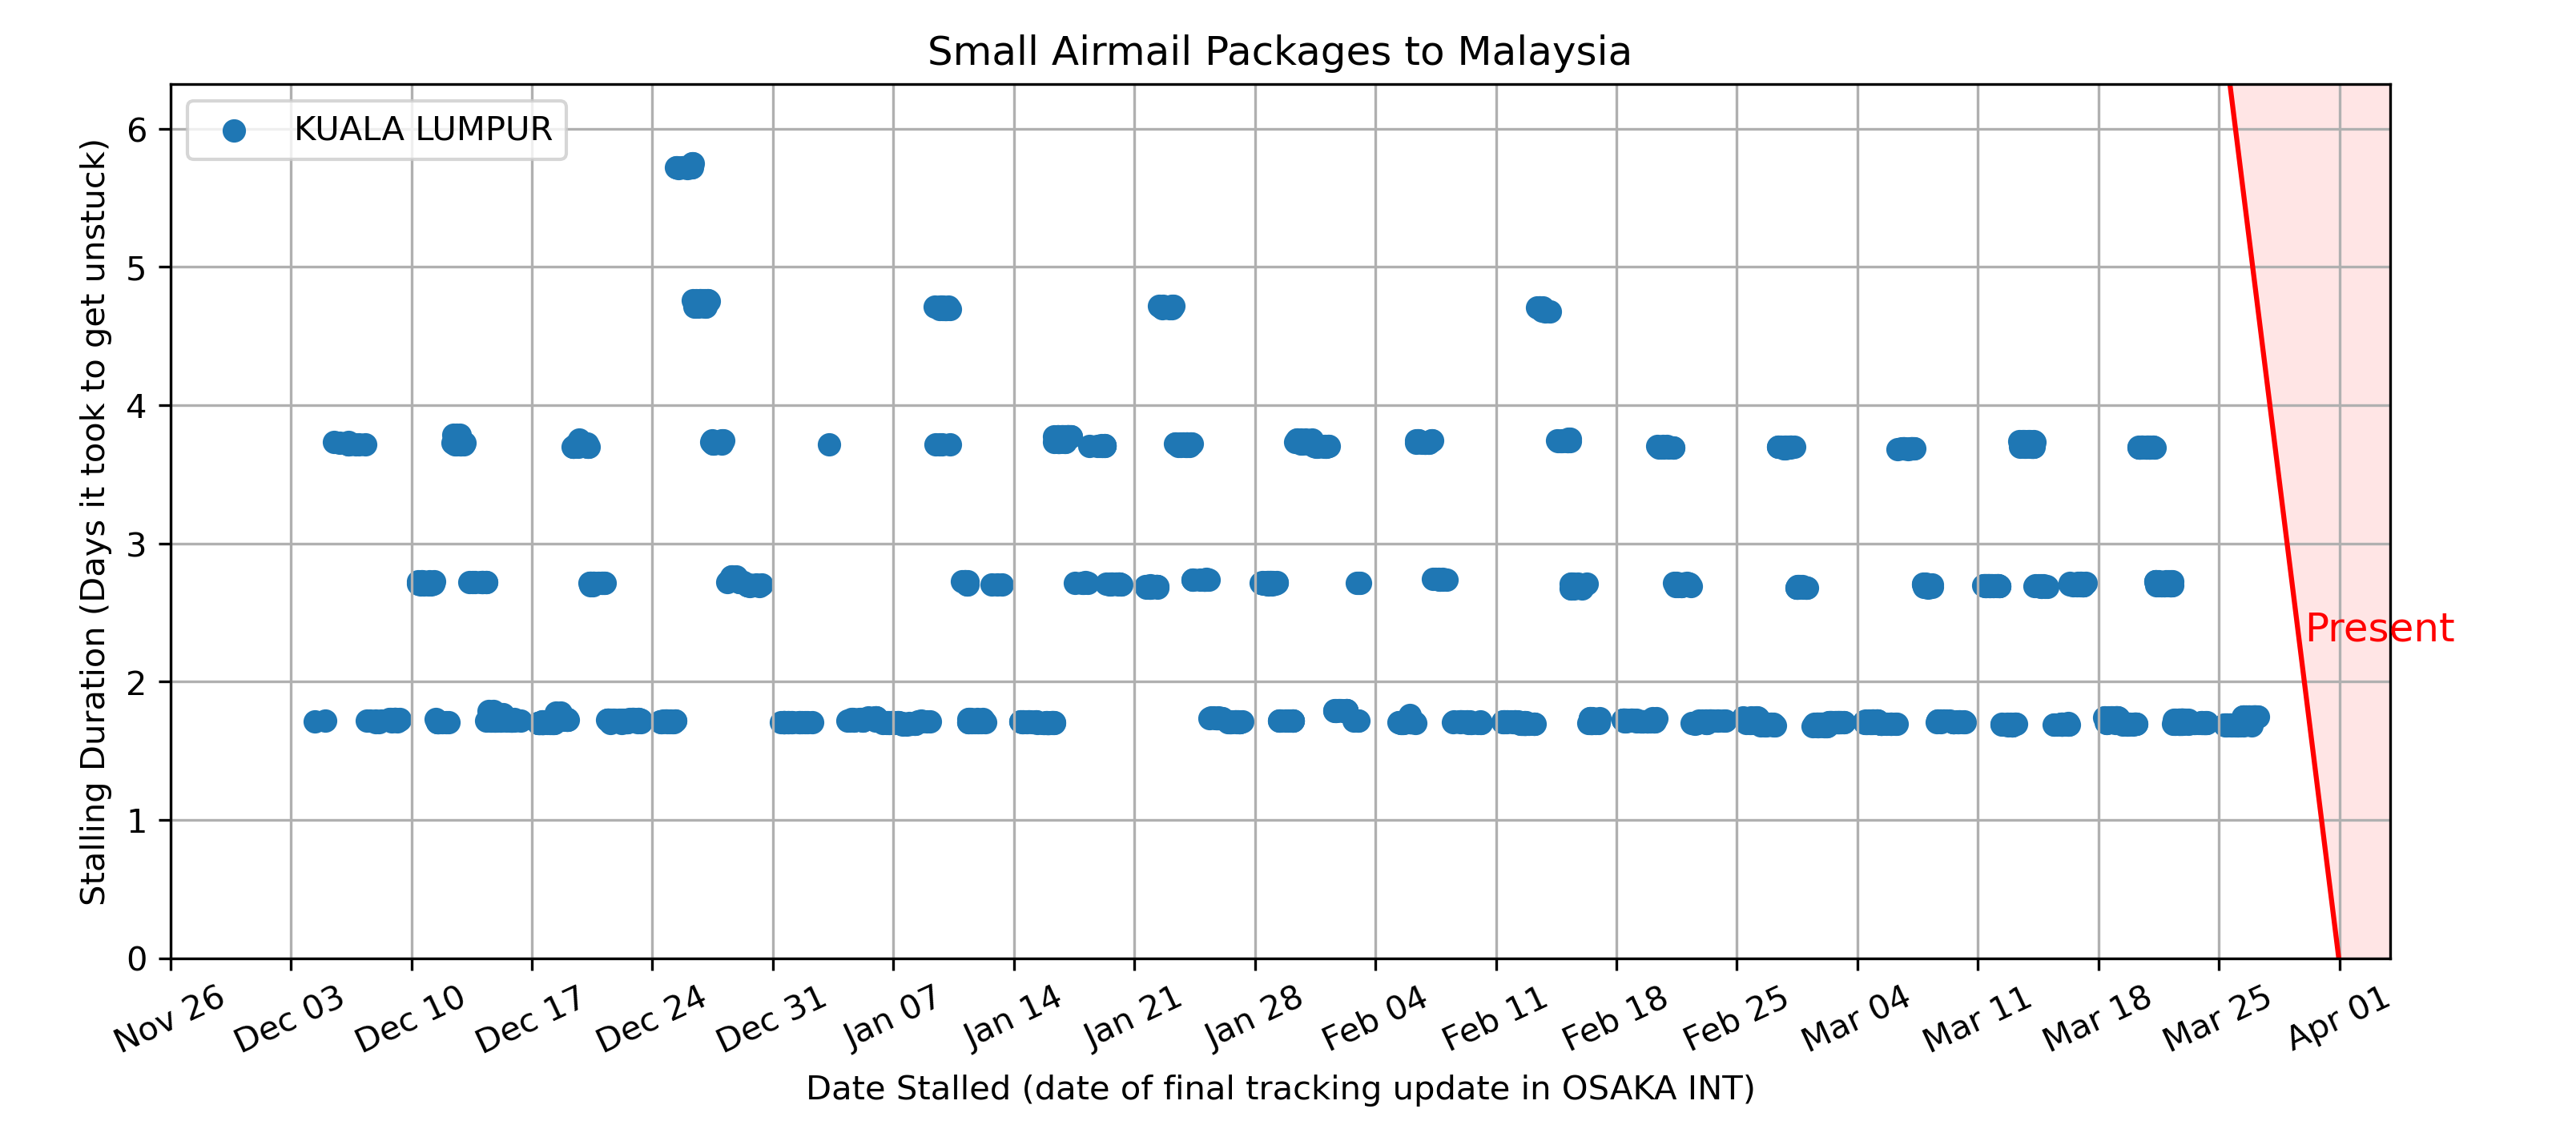 Small Airmail Packages to Malaysia
KUALA LUMPUR
Stalling Duration (Days it took to get unstuck)
6
5
4
3
2
1
0
Present
Nov 26
Dec 03
Dec 10
Dec 17
Dec 24
Dec 31
Jan 07
Jan 14
Jan 21
Jan 28
Feb 04
Feb 11
Feb 18
Feb 25
Mar 04
Mar 11
Mar 18
Mar 25
Apr 01
Date Stalled (date of final tracking update in OSAKA INT)